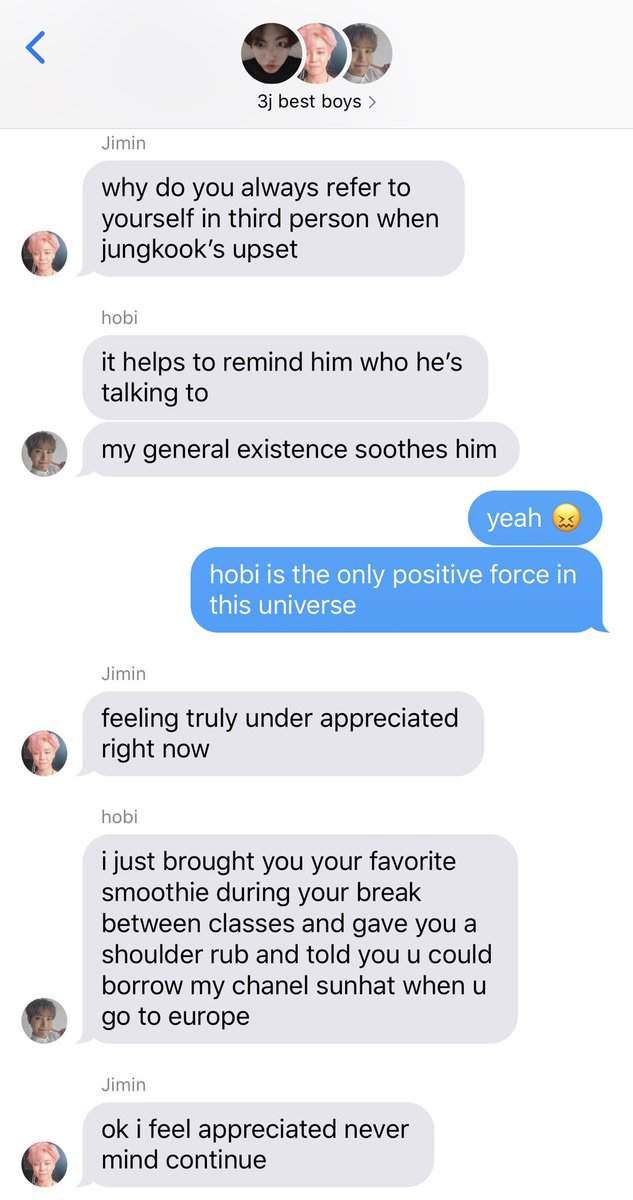 3j best boys >
Jimin
why do you always refer to
yourself in third person when
jungkook’s upset
hobi
it helps to remind him who he’s
talking to
my general existence soothes him
yeah 😖
hobi is the only positive force in
this universe
Jimin
feeling truly under appreciated
right now
hobi
i just brought you your favorite
smoothie during your break
between classes and gave you a
shoulder rub and told you u could
borrow my chanel sunhat when u
go to europe
Jimin
ok i feel appreciated never
mind continue